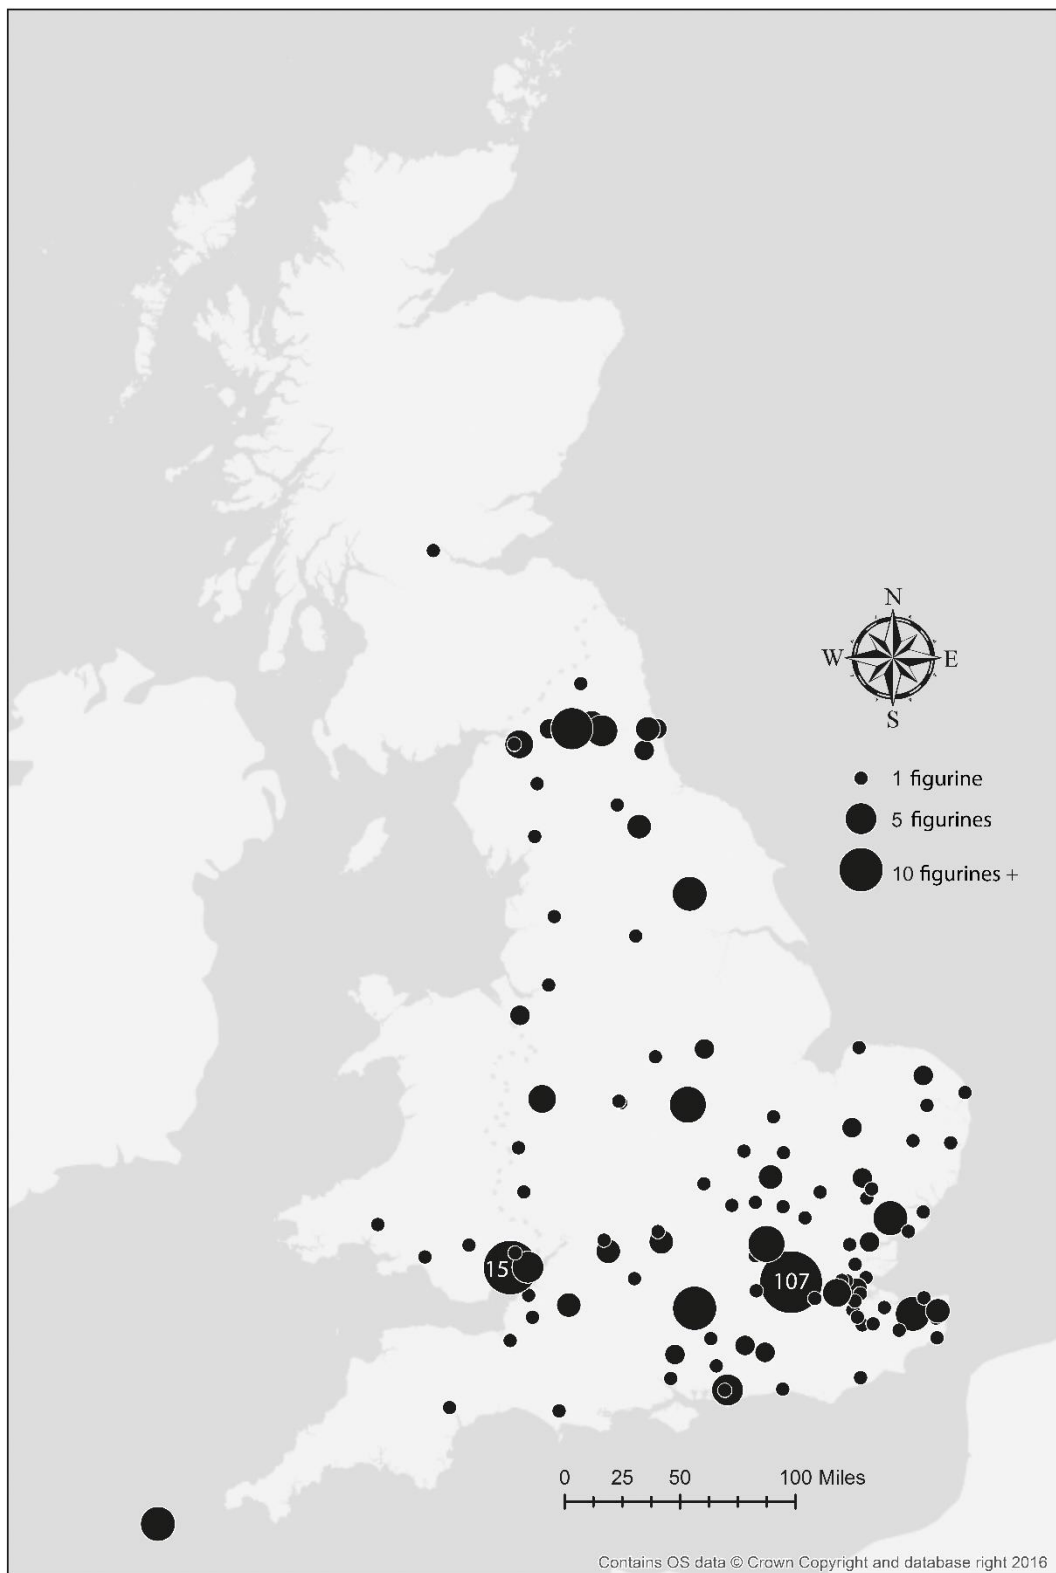 N
W E
S
1 figurine
5 figurines
10 figurines +
15
107
0 25 50 100 Miles
Contains OS data © Crown Copyright and database right 2016